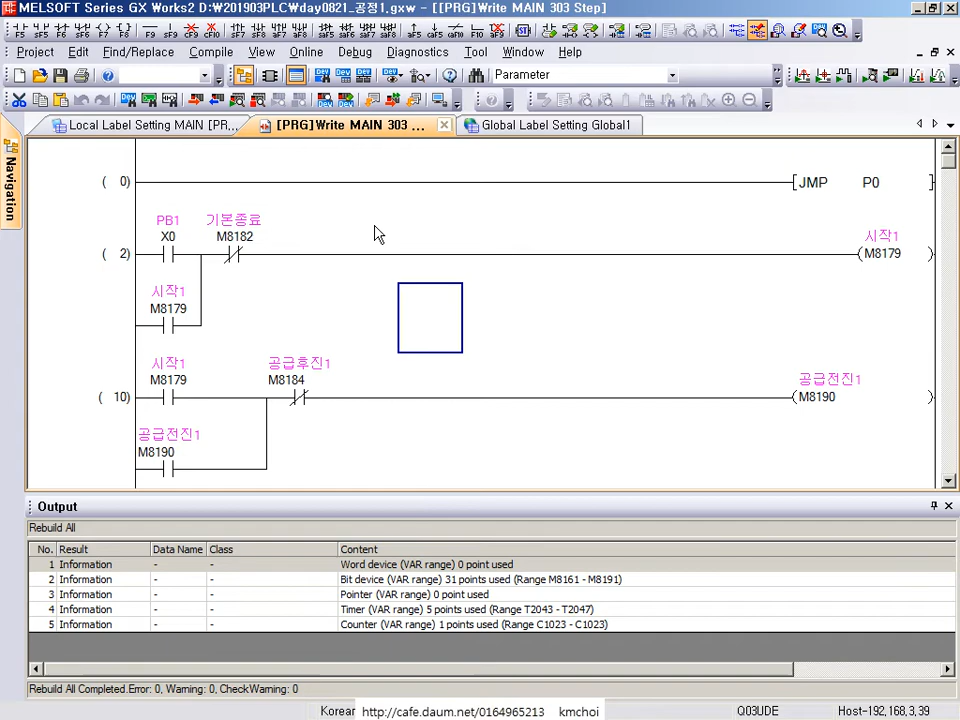 MELSOFT Series GX Works2 D:₩201903PLC₩day0821_공정1.gxw - [[PRG]Write MAIN 303 Step]
Project Edit Find/Replace Compile View Online Debug Diagnostics Tool Window Help
Parameter
Local Label Setting MAIN [PR,...
[PRG]Write MAIN 303 ...
Global Label Setting Global1
Navigation
( 0) JMP P0
PB1 기본종료
X0 M8182 시작1
( 2) M8179
시작1
M8179
시작1 공급후진1
M8179 M8184 공급전진1
( 10) M8190
공급전진1
M8190
Output
Rebuild All
No. Result Data Name Class Content
1 Information - - Word device (VAR range) 0 point used
2 Information - - Bit device (VAR range) 31 points used (Range M8161 - M8191)
3 Information - - Pointer (VAR range) 0 point used
4 Information - - Timer (VAR range) 5 points used (Range T2043 - T2047)
5 Information - - Counter (VAR range) 1 points used (Range C1023 - C1023)
Rebuild All Completed.Error: 0, Warning: 0, CheckWarning: 0
Korear http://cafe.daum.net/0164965213 kmchoi Q03UDE Host-192,168,3,39